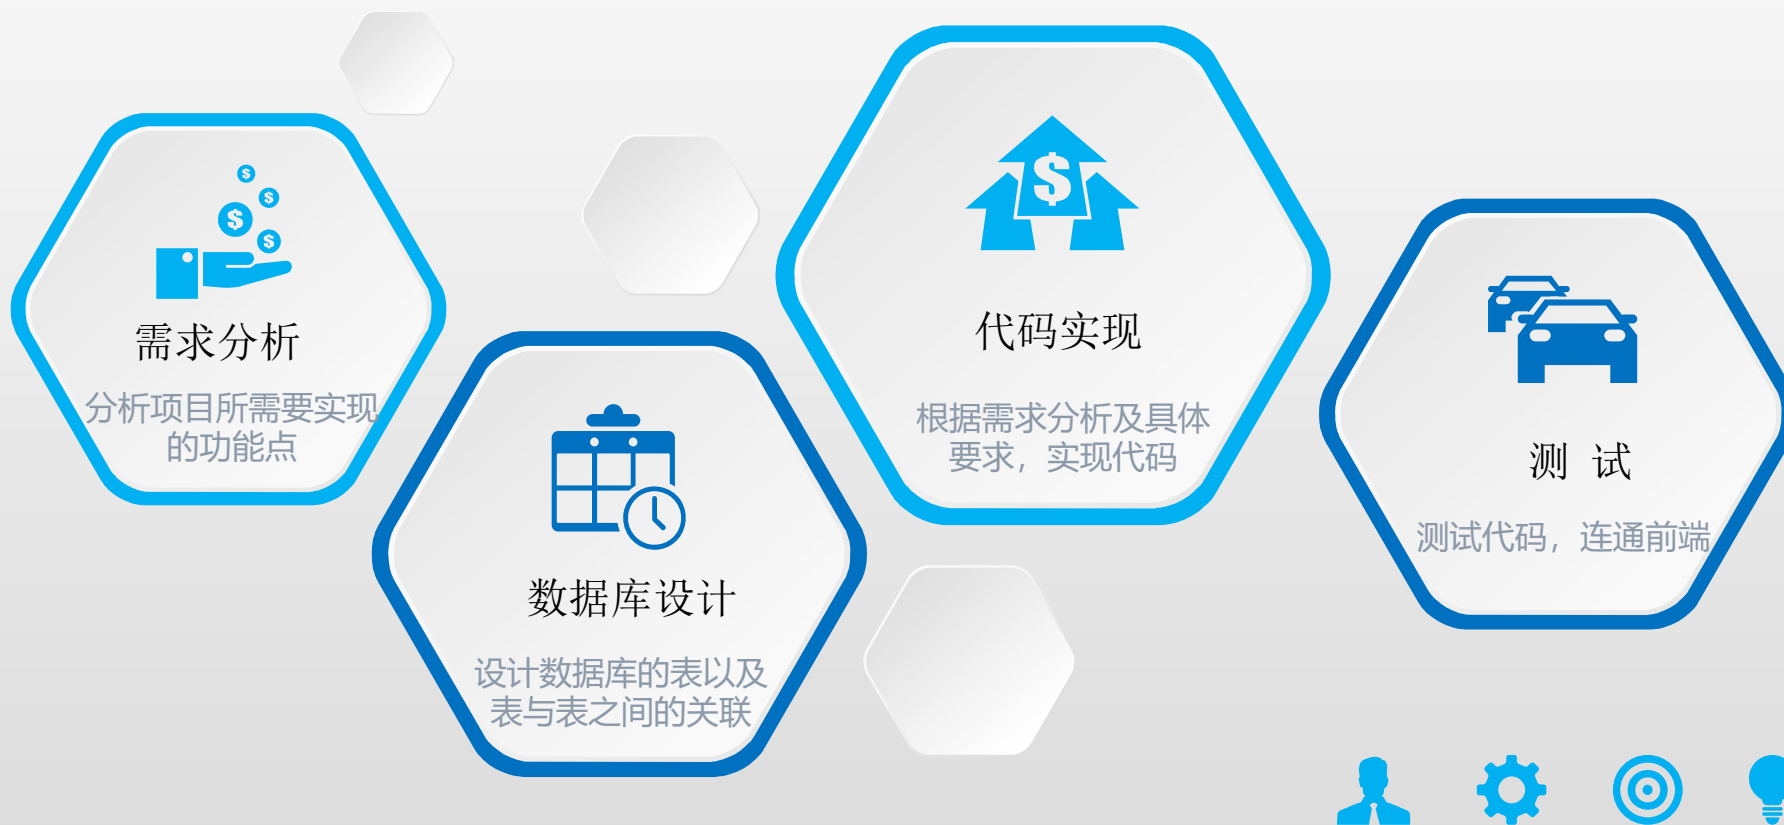 需求分析
分析项目所需要实现
的功能点
数据库设计
设计数据库的表以及
表与表之间的关联
$
代码实现
根据需求分析及具体
要求，实现代码
测 试
测试代码，连通前端
$
$
$
$